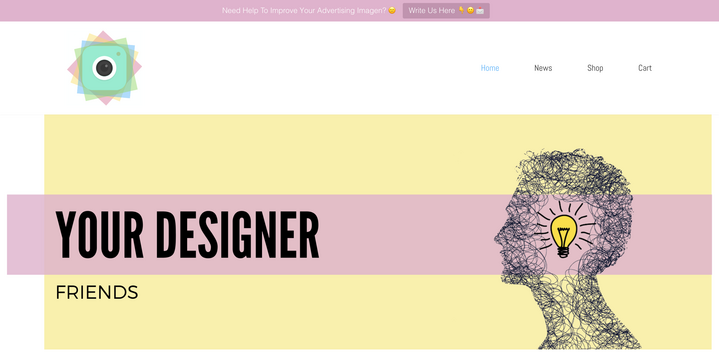 Need Help To Improve Your Advertising Imagen? 😊 Write Us Here 👇 😀 📨
Home News Shop Cart
YOUR DESIGNER
FRIENDS